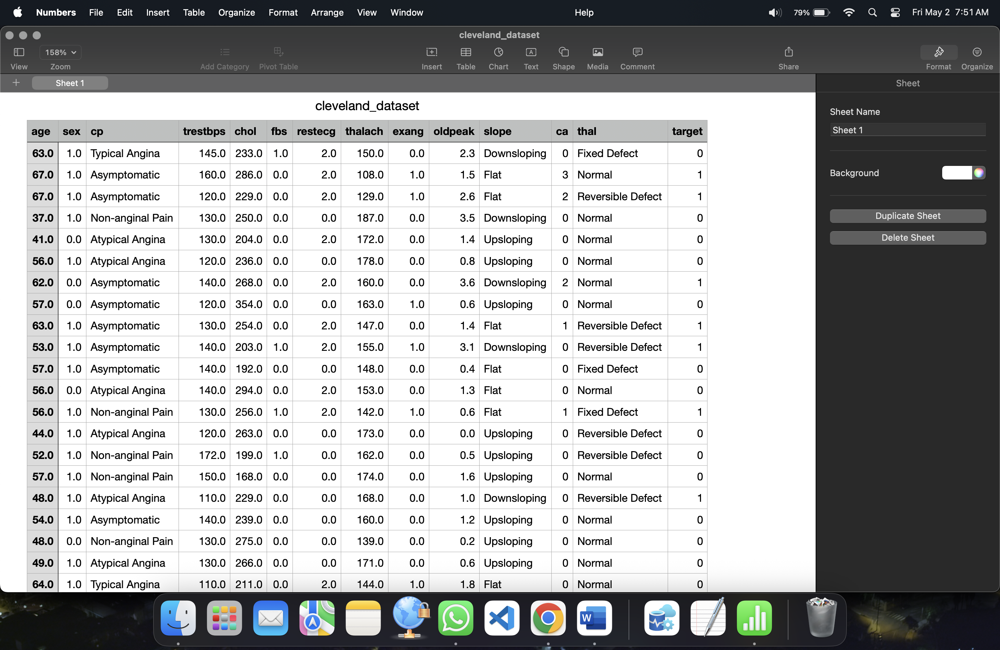 Numbers File Edit Insert Table Organize Format Arrange View Window Help 79% Fri May 2 7:51 AM
cleveland_dataset
158%
View Zoom Add Category Pivot Table Insert Table Chart Text Shape Media Comment Share Format Organize
Sheet 1 Sheet
cleveland_dataset
Sheet Name
Sheet 1
Background
Duplicate Sheet
Delete Sheet
age sex cp trestbps chol fbs restecg thalach exang oldpeak slope ca thal target
63.0 1.0 Typical Angina 145.0 233.0 1.0 2.0 150.0 0.0 2.3 Downsloping 0 Fixed Defect 0
67.0 1.0 Asymptomatic 160.0 286.0 0.0 2.0 108.0 1.0 1.5 Flat 3 Normal 1
67.0 1.0 Asymptomatic 120.0 229.0 0.0 2.0 129.0 1.0 2.6 Flat 2 Reversible Defect 1
37.0 1.0 Non-anginal Pain 130.0 250.0 0.0 0.0 187.0 0.0 3.5 Downsloping 0 Normal 0
41.0 0.0 Atypical Angina 130.0 204.0 0.0 2.0 172.0 0.0 1.4 Upsloping 0 Normal 0
56.0 1.0 Atypical Angina 120.0 236.0 0.0 0.0 178.0 0.0 0.8 Upsloping 0 Normal 0
62.0 0.0 Asymptomatic 140.0 268.0 0.0 2.0 160.0 0.0 3.6 Downsloping 2 Normal 1
57.0 0.0 Asymptomatic 120.0 354.0 0.0 0.0 163.0 1.0 0.6 Upsloping 0 Normal 0
63.0 1.0 Asymptomatic 130.0 254.0 0.0 2.0 147.0 0.0 1.4 Flat 1 Reversible Defect 1
53.0 1.0 Asymptomatic 140.0 203.0 1.0 2.0 155.0 1.0 3.1 Downsloping 0 Reversible Defect 1
57.0 1.0 Asymptomatic 140.0 192.0 0.0 0.0 148.0 0.0 0.4 Flat 0 Fixed Defect 0
56.0 0.0 Atypical Angina 140.0 294.0 0.0 2.0 153.0 0.0 1.3 Flat 0 Normal 0
56.0 1.0 Non-anginal Pain 130.0 256.0 1.0 2.0 142.0 1.0 0.6 Flat 1 Fixed Defect 1
44.0 1.0 Atypical Angina 120.0 263.0 0.0 0.0 173.0 0.0 0.0 Upsloping 0 Reversible Defect 0
52.0 1.0 Non-anginal Pain 172.0 199.0 1.0 0.0 162.0 0.0 0.5 Upsloping 0 Reversible Defect 0
57.0 1.0 Non-anginal Pain 150.0 168.0 0.0 0.0 174.0 0.0 1.6 Upsloping 0 Normal 0
48.0 1.0 Atypical Angina 110.0 229.0 0.0 0.0 168.0 0.0 1.0 Downsloping 0 Reversible Defect 1
54.0 1.0 Asymptomatic 140.0 239.0 0.0 0.0 160.0 0.0 1.2 Upsloping 0 Normal 0
48.0 0.0 Non-anginal Pain 130.0 275.0 0.0 0.0 139.0 0.0 0.2 Upsloping 0 Normal 0
49.0 1.0 Atypical Angina 130.0 266.0 0.0 0.0 171.0 0.0 0.6 Upsloping 0 Normal 0
64.0 1.0 Typical Angina 110.0 211.0 0.0 2.0 144.0 1.0 1.8 Flat 0 Normal 0
W